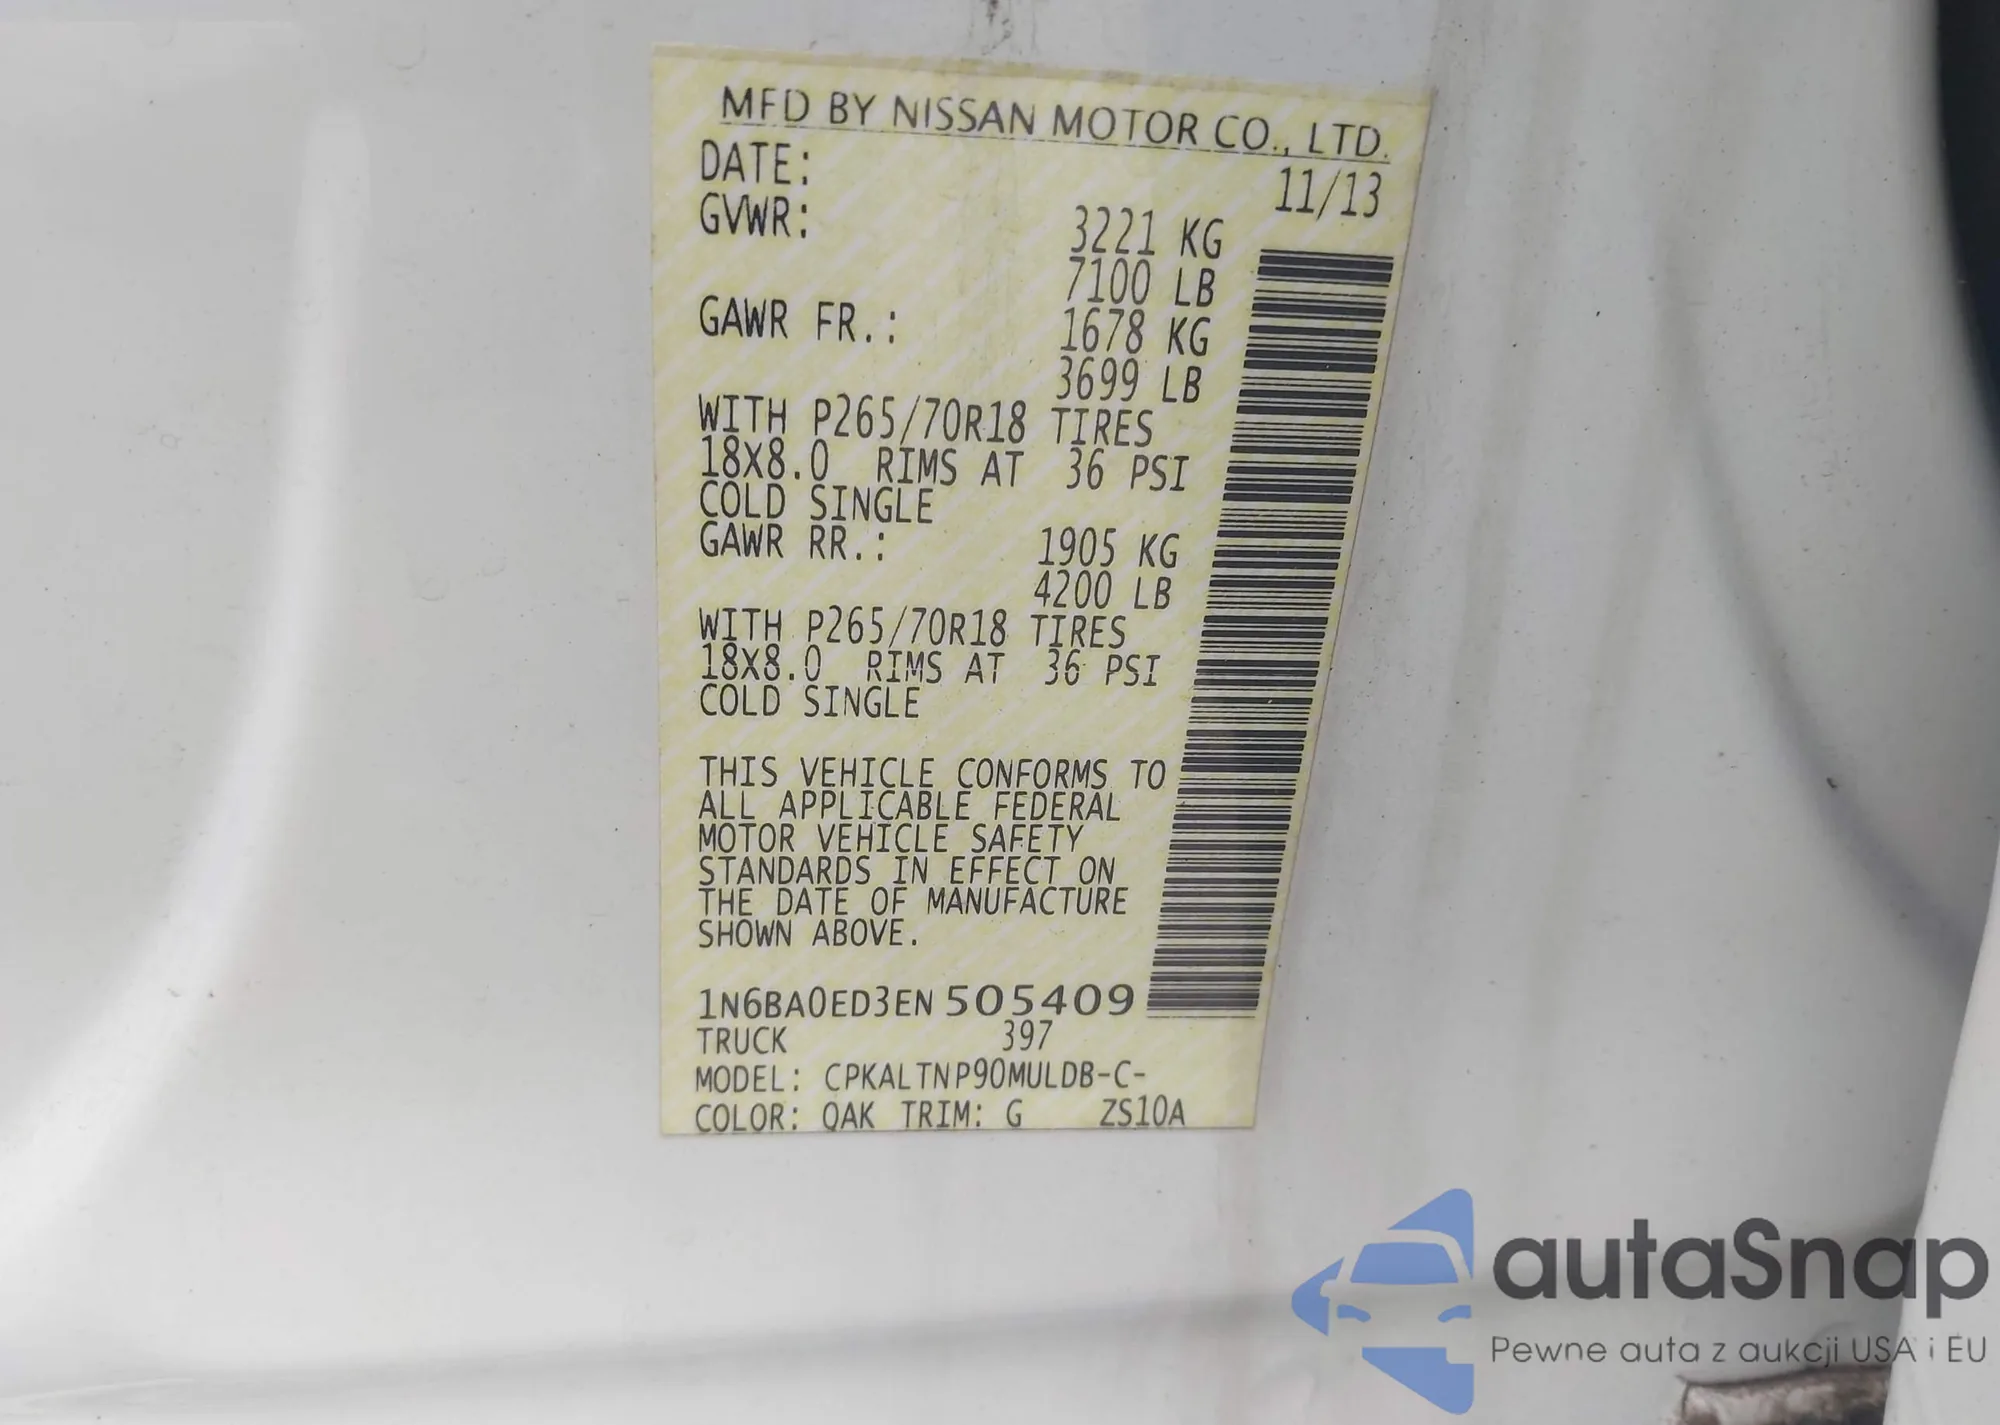 MFD BY NISSAN MOTOR CO., LTD.
DATE: 11/13
GVWR: 3221 KG
7100 LB
GAWR FR.: 1678 KG
3699 LB
WITH P265/70R18 TIRES
18X8.0 RIMS AT 36 PSI
COLD SINGLE
GAWR RR.: 1905 KG
4200 LB
WITH P265/70R18 TIRES
18X8.0 RIMS AT 36 PSI
COLD SINGLE
THIS VEHICLE CONFORMS TO
ALL APPLICABLE FEDERAL
MOTOR VEHICLE SAFETY
STANDARDS IN EFFECT ON
THE DATE OF MANUFACTURE
SHOWN ABOVE.
1N6BA0ED3EN 505409
TRUCK 397
MODEL: CPKALTNP90MULDB-C-
COLOR: QAK TRIM: G ZS10A
autaSnap
Pewne auta z aukcji USA i EU